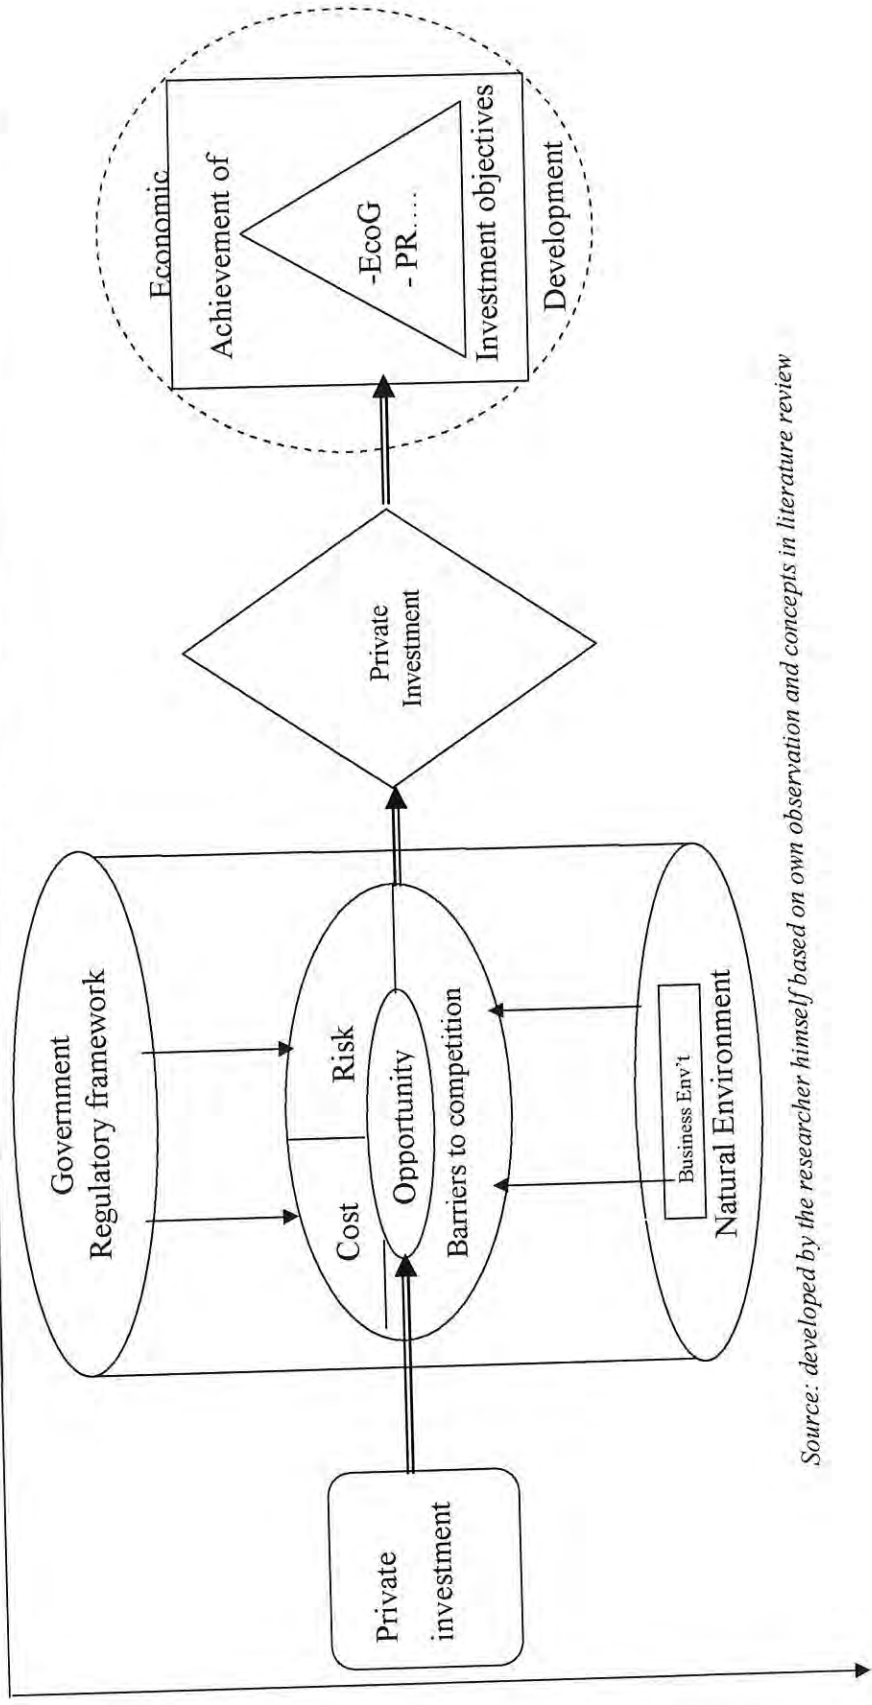 Private
investment
Government
Regulatory framework
Cost
Risk
Opportunity
Barriers to competition
Business Env't
Natural Environment
Private
Investment
Economic
Achievement of
-EcoG
- PR…..
Investment objectives
Development
Source: developed by the researcher himself based on own observation and concepts in literature review